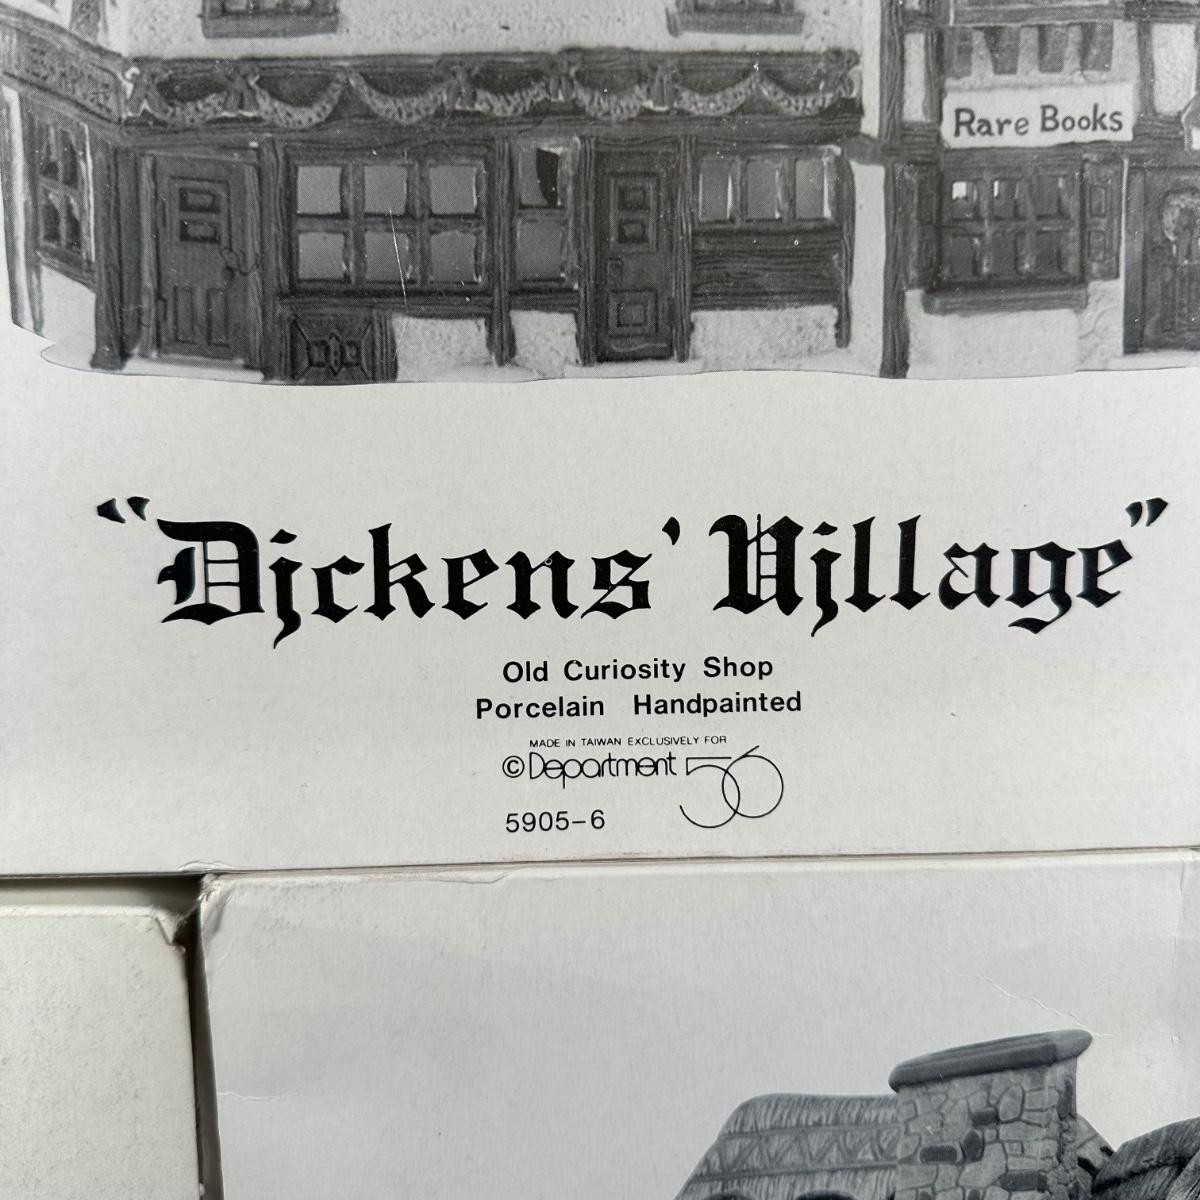 Rare Books
"Dickens' Village"
Old Curiosity Shop
Porcelain Handpainted
MADE IN TAIWAN EXCLUSIVELY FOR
©Department 56
5905-6